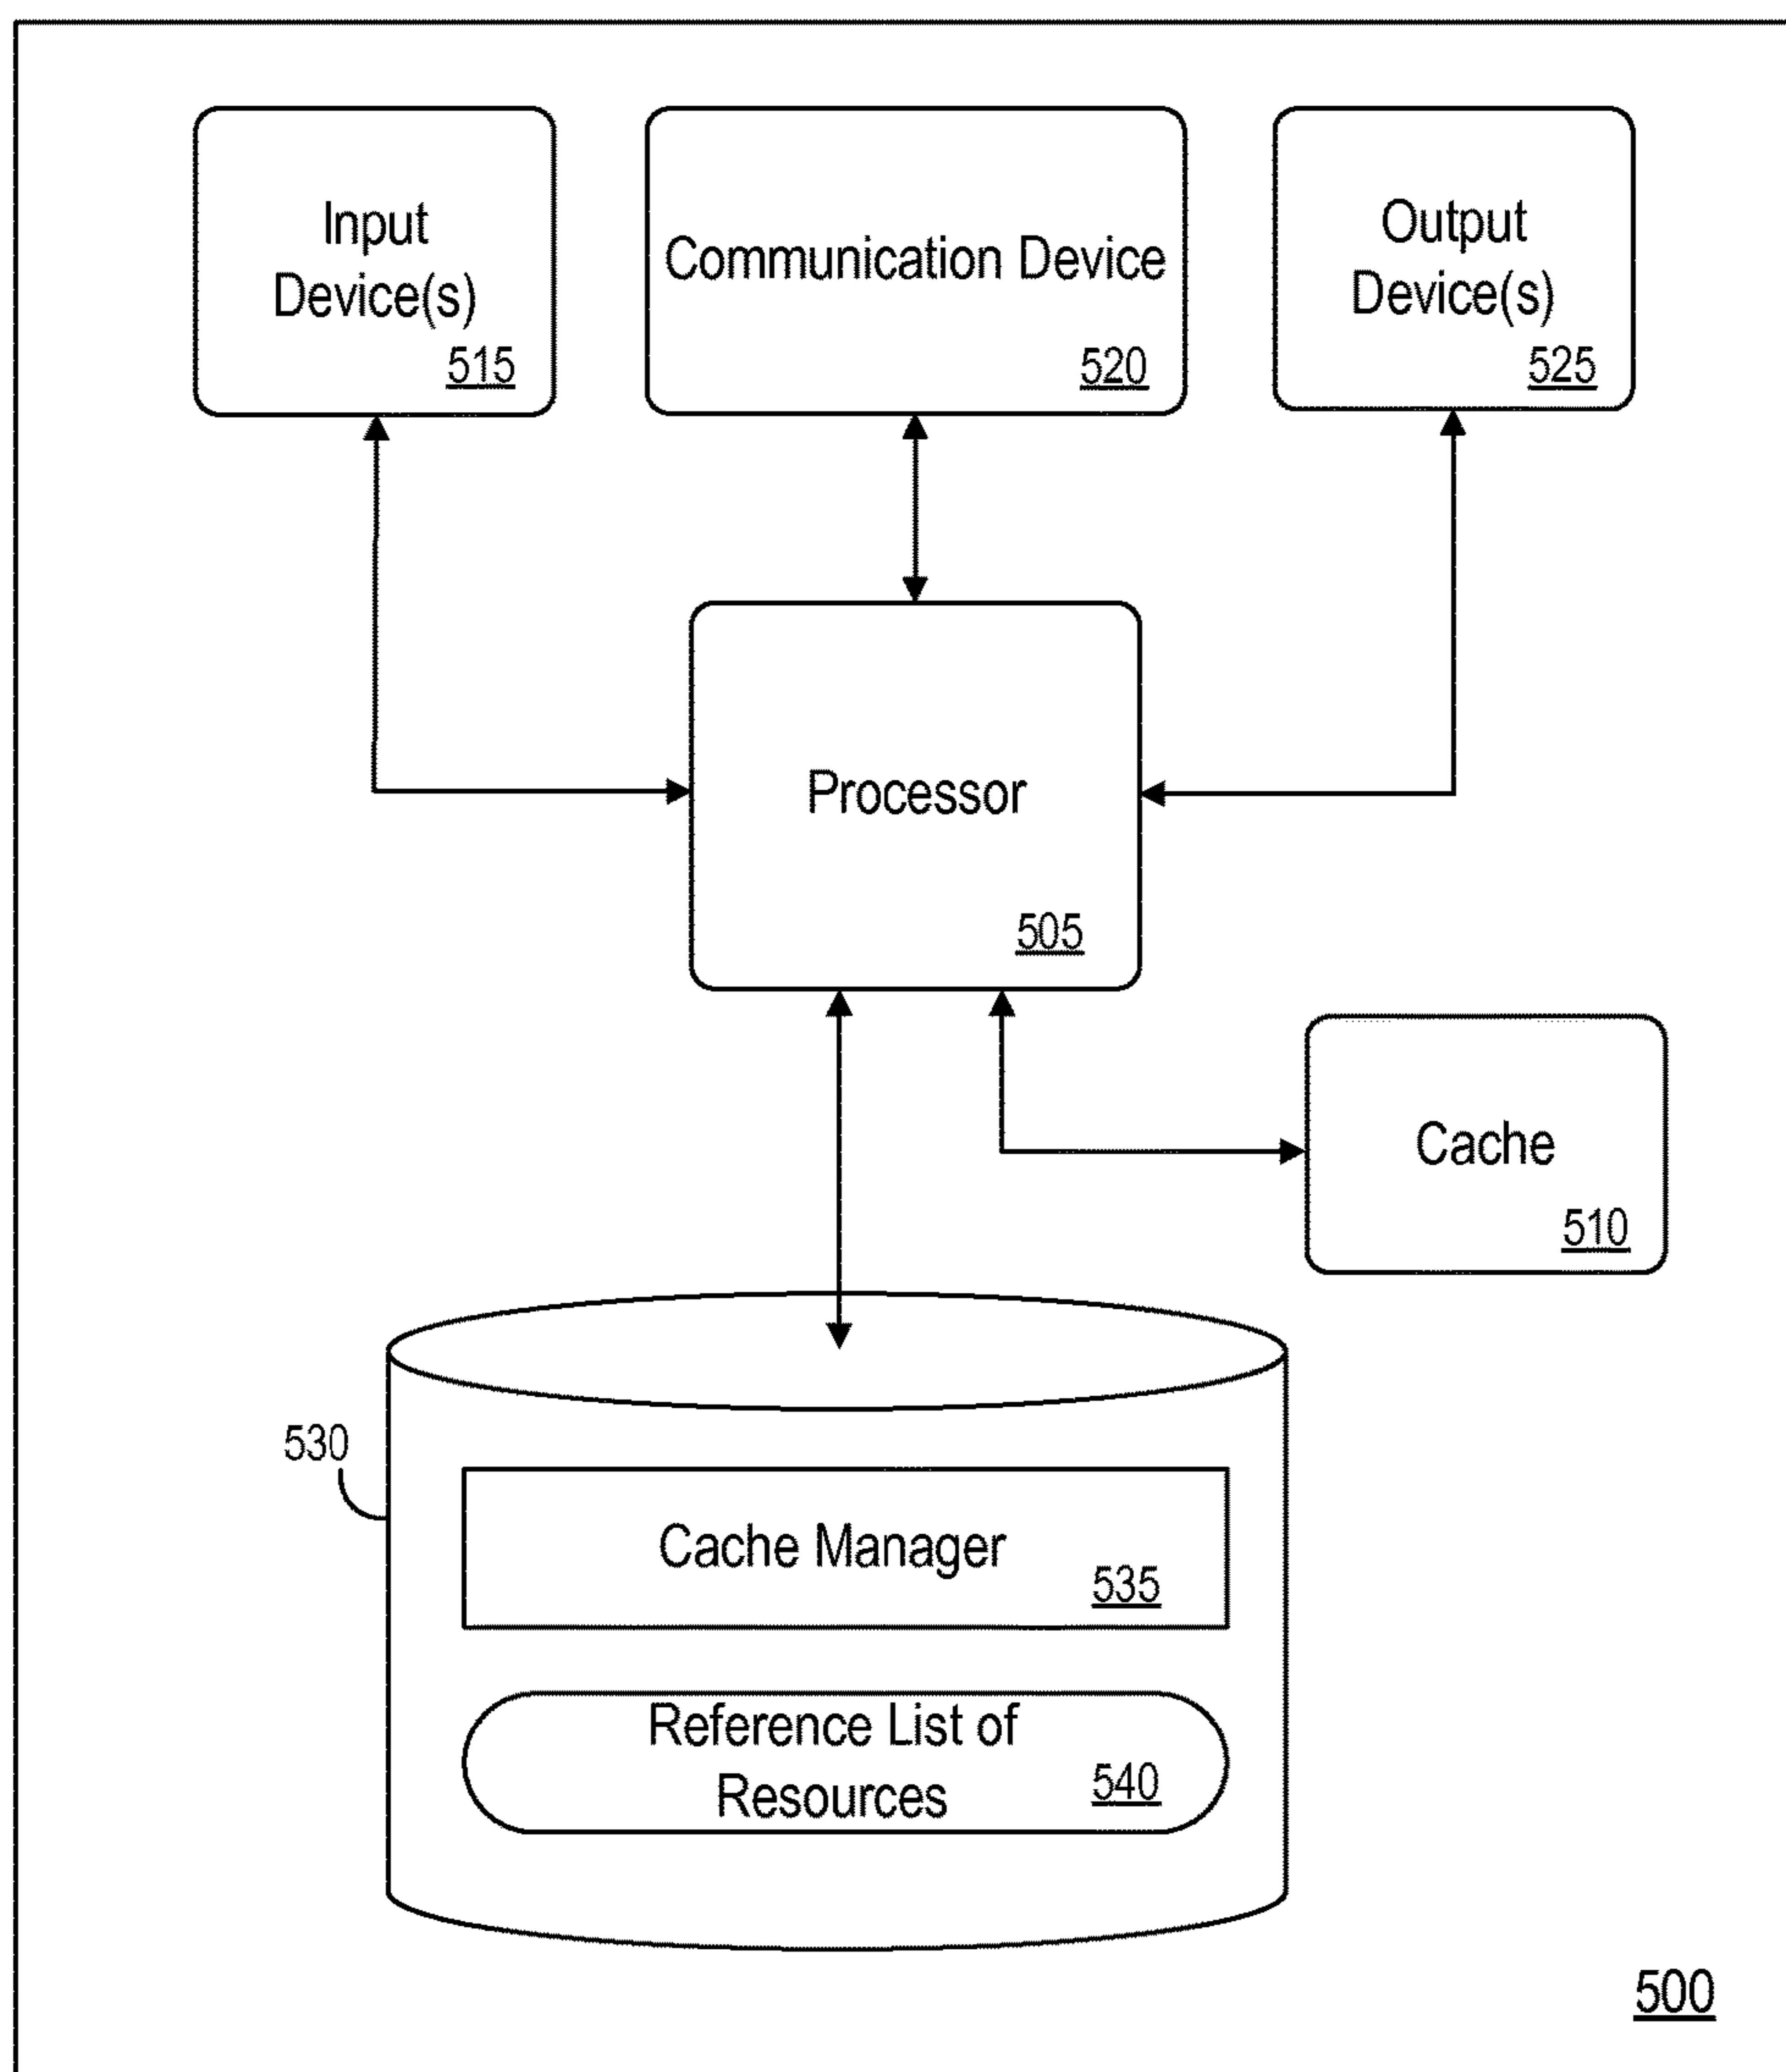 Input
Device(s)
515
Communication Device
520
Output
Device(s)
525
Processor
505
Cache
510
530
Cache Manager
535
Reference List of
Resources
540
500